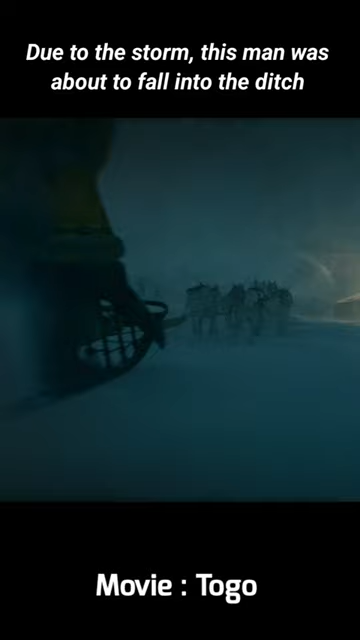 Due to the storm, this man was
about to fall into the ditch
Movie : Togo